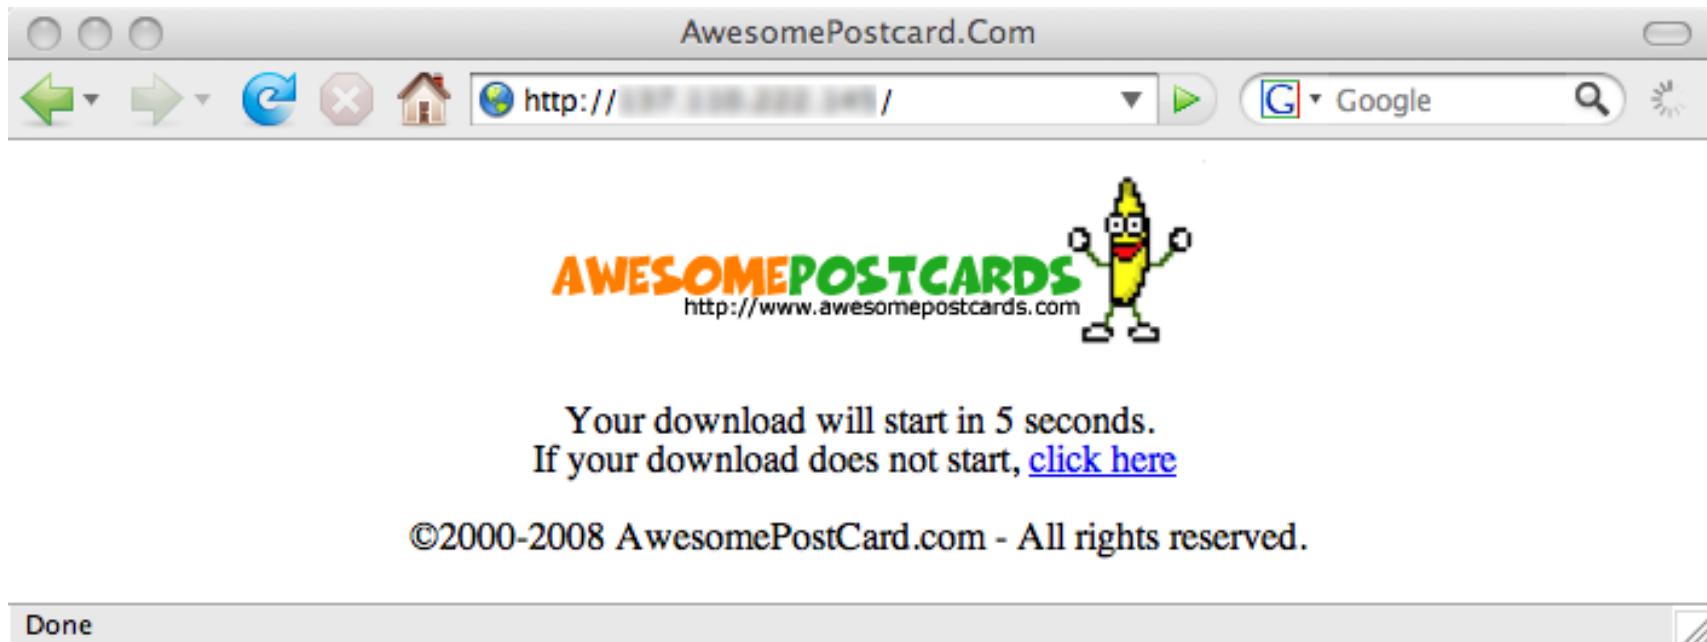 AwesomePostcard.Com
http:// /
Google
AWESOMEPOSTCARDS
http://www.awesomepostcards.com
Your download will start in 5 seconds.
If your download does not start, click here
©2000-2008 AwesomePostCard.com - All rights reserved.
Done